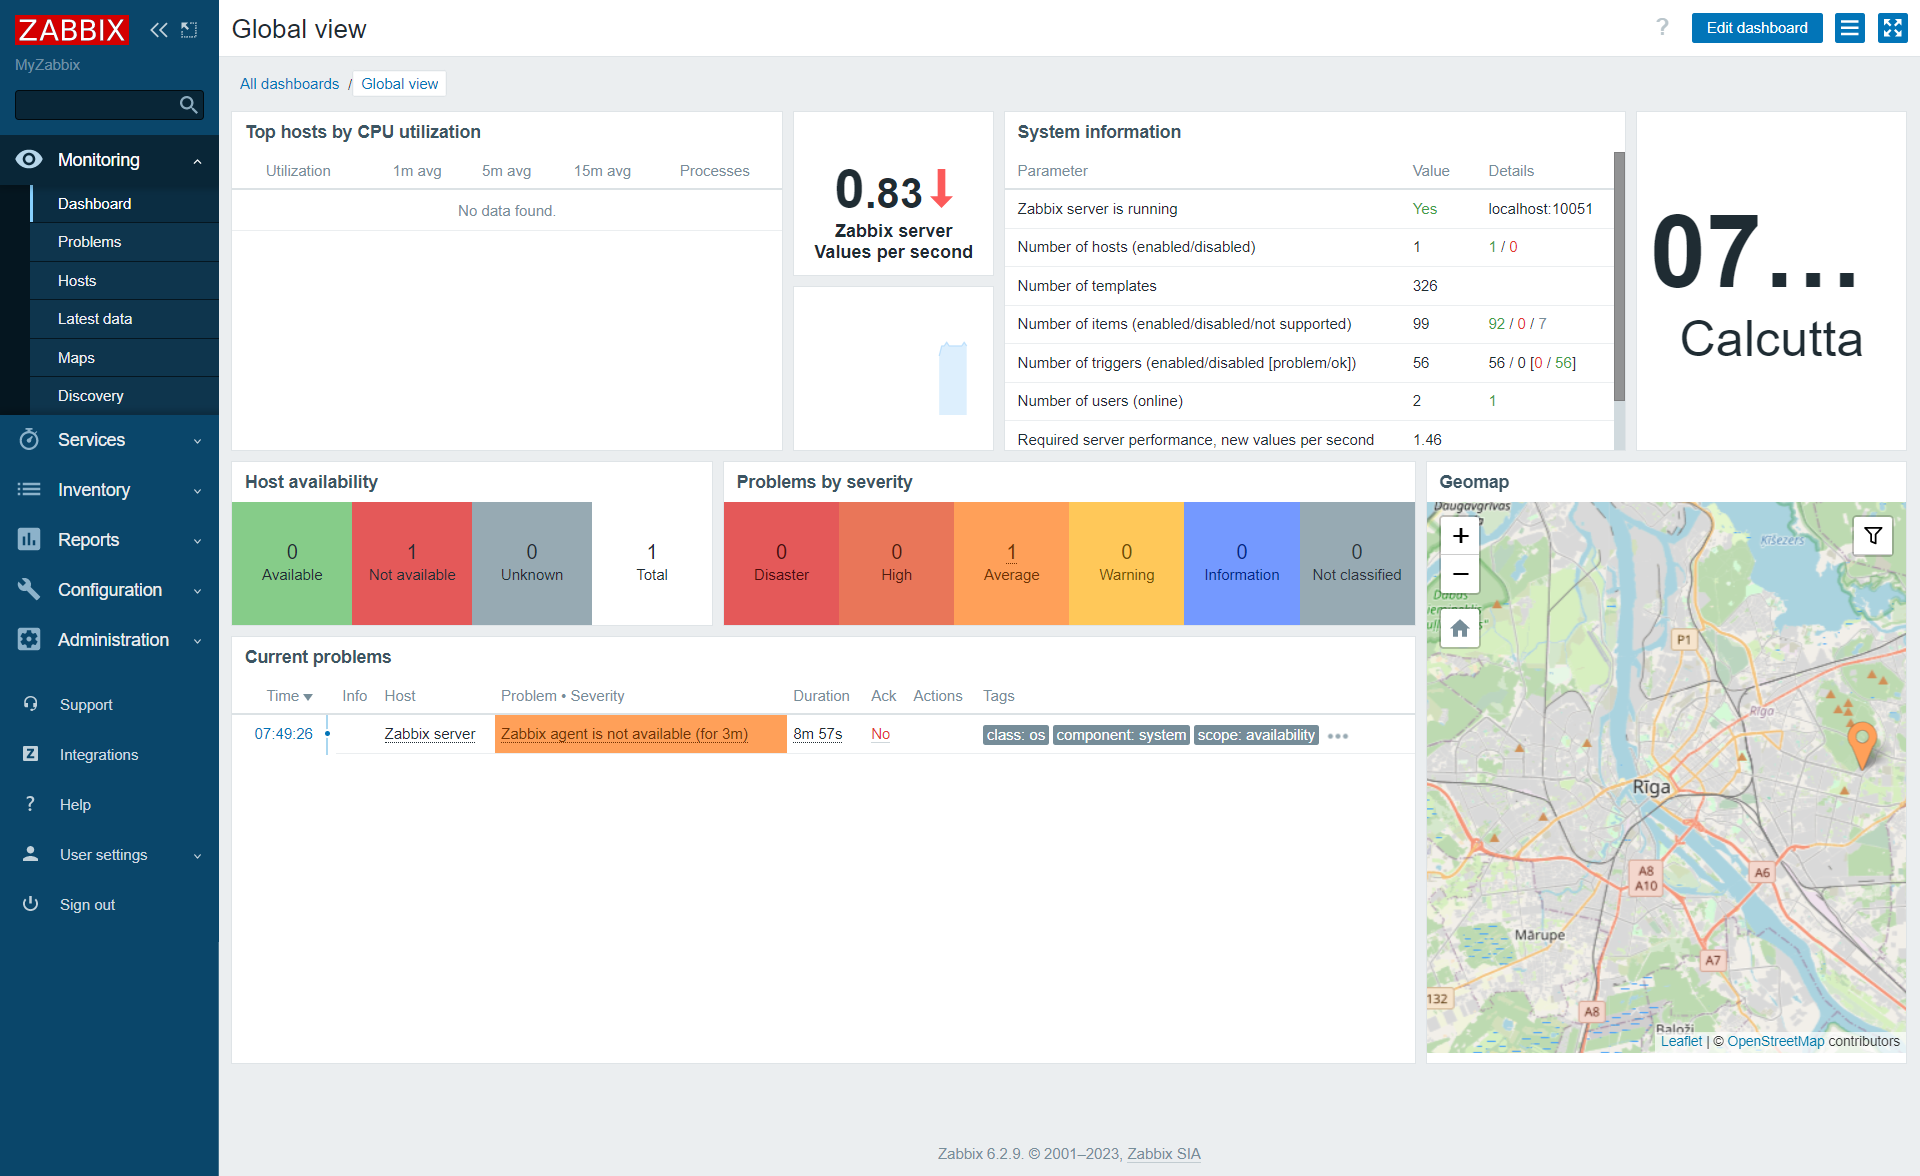 ZABBIX
MyZabbix
Monitoring
Dashboard
Problems
Hosts
Latest data
Maps
Discovery
Services
Inventory
Reports
Configuration
Administration
Support
Z Integrations
? Help
User settings
Sign out
Global view
? Edit dashboard
All dashboards / Global view
Top hosts by CPU utilization
Utilization 1m avg 5m avg 15m avg Processes
No data found.
0.83
Zabbix server
Values per second
System information
Parameter Value Details
Zabbix server is running Yes localhost:10051
Number of hosts (enabled/disabled) 1 1 / 0
Number of templates 326
Number of items (enabled/disabled/not supported) 99 92 / 0 / 7
Number of triggers (enabled/disabled [problem/ok]) 56 56 / 0 [0 / 56]
Number of users (online) 2 1
Required server performance, new values per second 1.46
07...
Calcutta
Host availability
0 1 0 1
Available Not available Unknown Total
Problems by severity
0 0 1 0 0 0
Disaster High Average Warning Information Not classified
Current problems
Time Info Host Problem • Severity Duration Ack Actions Tags
07:49:26 Zabbix server Zabbix agent is not available (for 3m) 8m 57s No class: os component: system scope: availability •••
Geomap
Daugavgrīvas
+
Ķīšezers
−
Dabas
P1
Rīga
Rīga
A8
A10
A6
Mārupe
A7
132
A8
Baloži
Leaflet | © OpenStreetMap contributors
Zabbix 6.2.9. © 2001–2023, Zabbix SIA